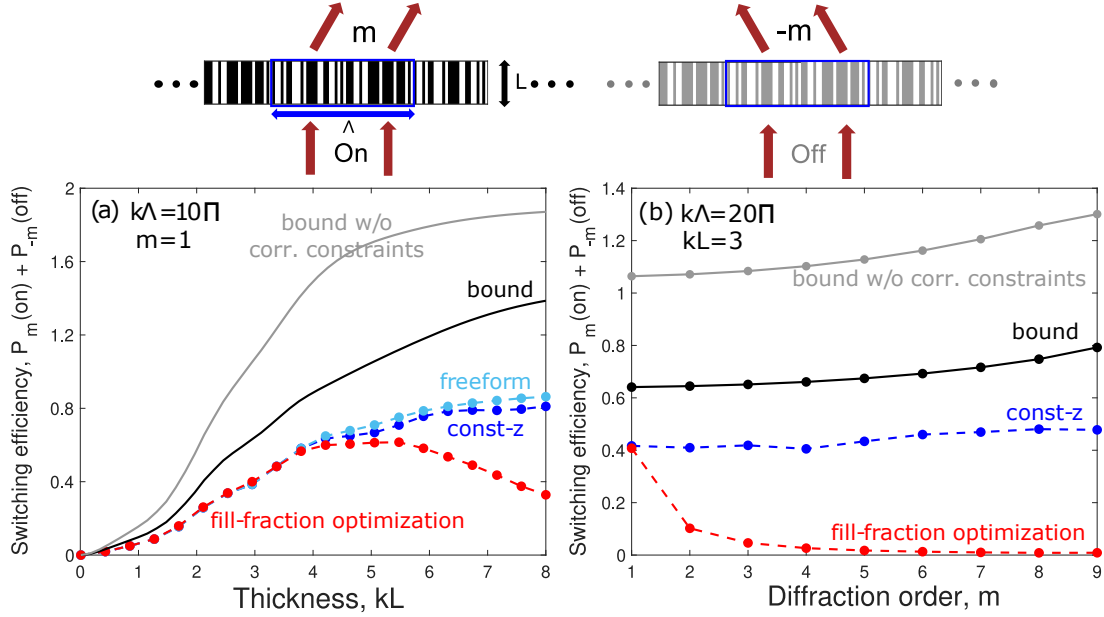 m
-m
L
Λ
On
Off
(a) kΛ=10Π
m=1
bound w/o
corr. constraints
bound
freeform
const-z
fill-fraction optimization
Switching efficiency, P_m(on) + P_-m(off)
2
1.6
1.2
0.8
0.4
0
0 1 2 3 4 5 6 7 8
Thickness, kL
(b) kΛ=20Π
kL=3
bound w/o corr. constraints
bound
const-z
fill-fraction optimization
Switching efficiency, P_m(on) + P_-m(off)
1.4
1.2
1
0.8
0.6
0.4
0.2
0
1 2 3 4 5 6 7 8 9
Diffraction order, m